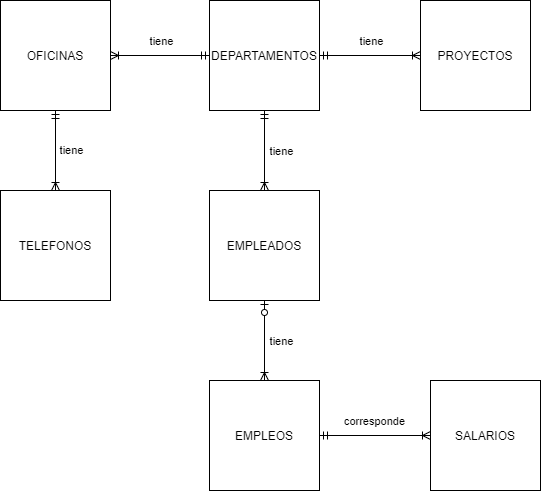 OFICINAS
tiene
DEPARTAMENTOS
tiene
PROYECTOS
tiene
tiene
TELEFONOS
EMPLEADOS
tiene
EMPLEOS
corresponde
SALARIOS